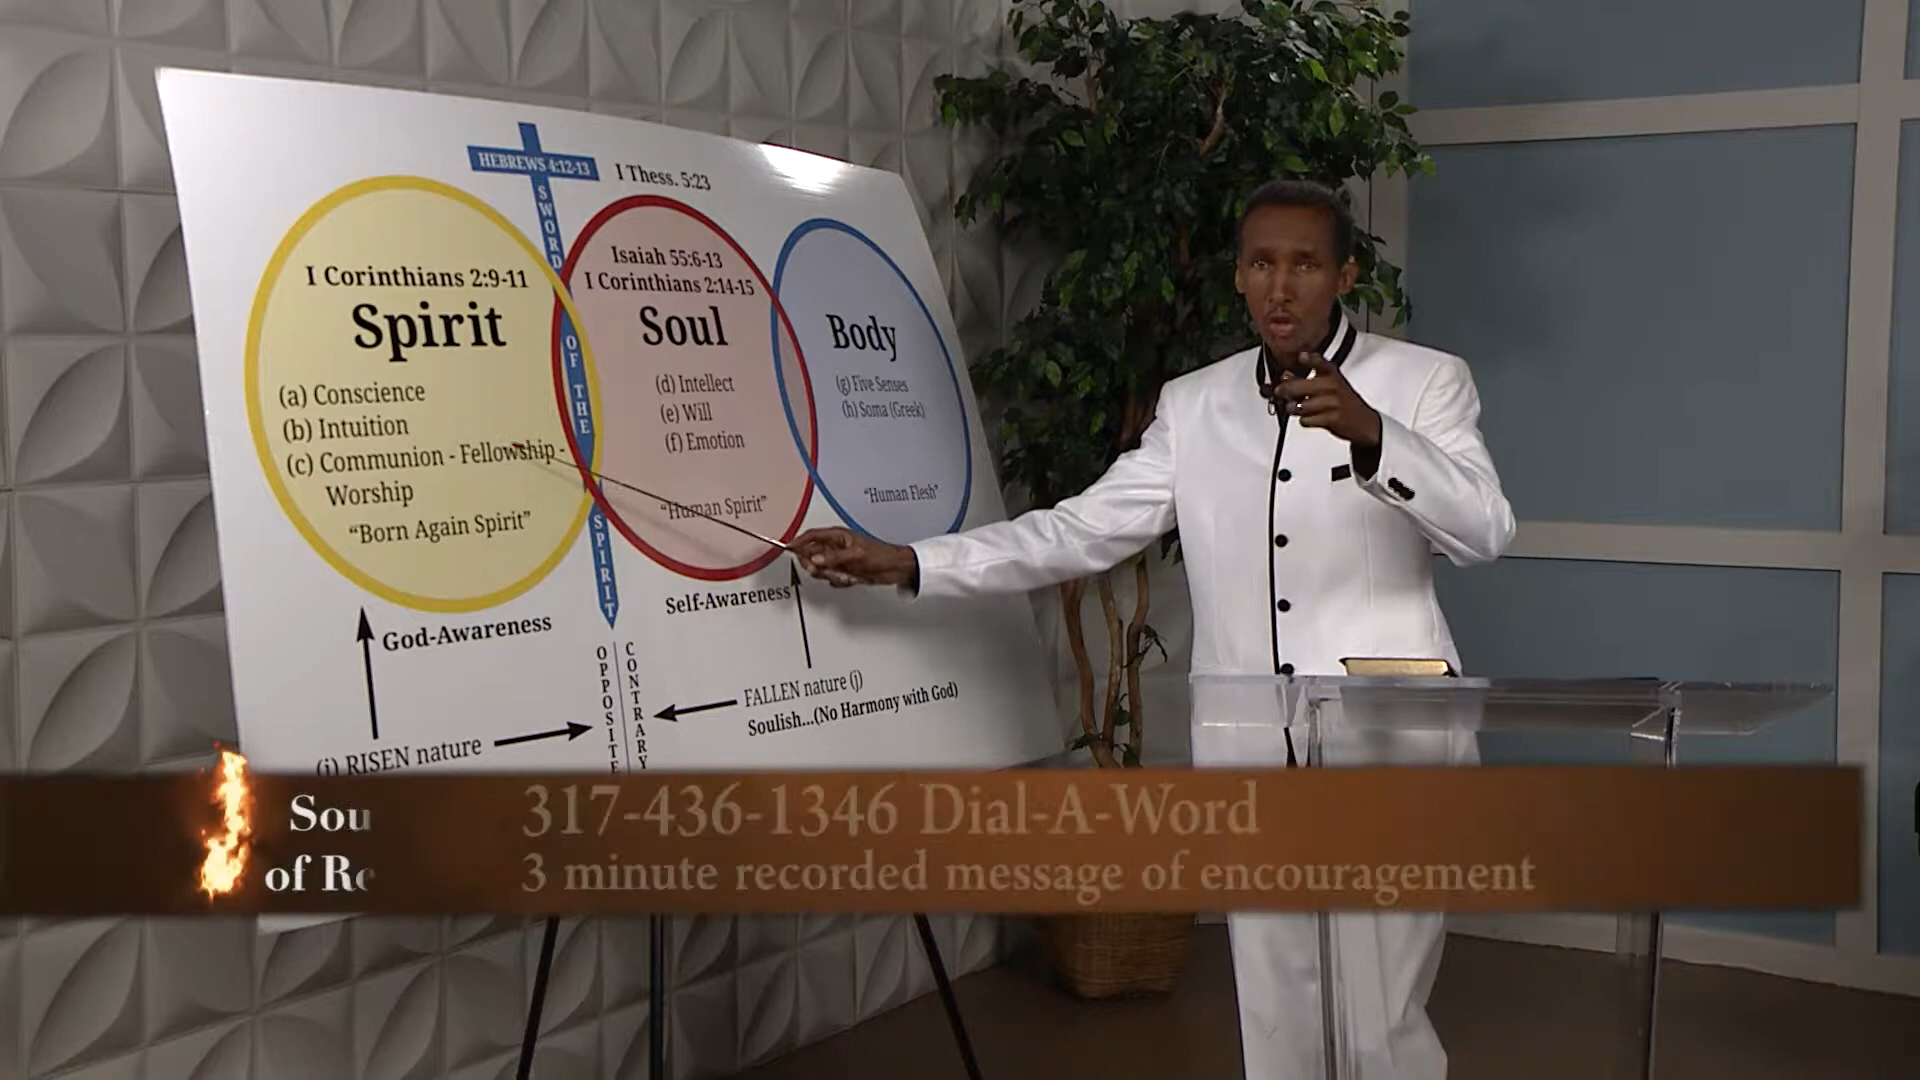 HEBREWS 4:12-13
I Thess. 5:23
SWORD OF THE SPIRIT
I Corinthians 2:9-11
Spirit
(a) Conscience
(b) Intuition
(c) Communion - Fellowship -
Worship
"Born Again Spirit"
Isaiah 55:6-13
I Corinthians 2:14-15
Soul
(d) Intellect
(e) Will
(f) Emotion
"Human Spirit"
Body
(g) Five Senses
(h) Soma (Greek)
"Human Flesh"
God-Awareness
Self-Awareness
OPPOSITE
CONTRARY
(i) RISEN nature
FALLEN nature (j)
Soulish...(No Harmony with God)
Sou
of Re
317-436-1346 Dial-A-Word
3 minute recorded message of encouragement